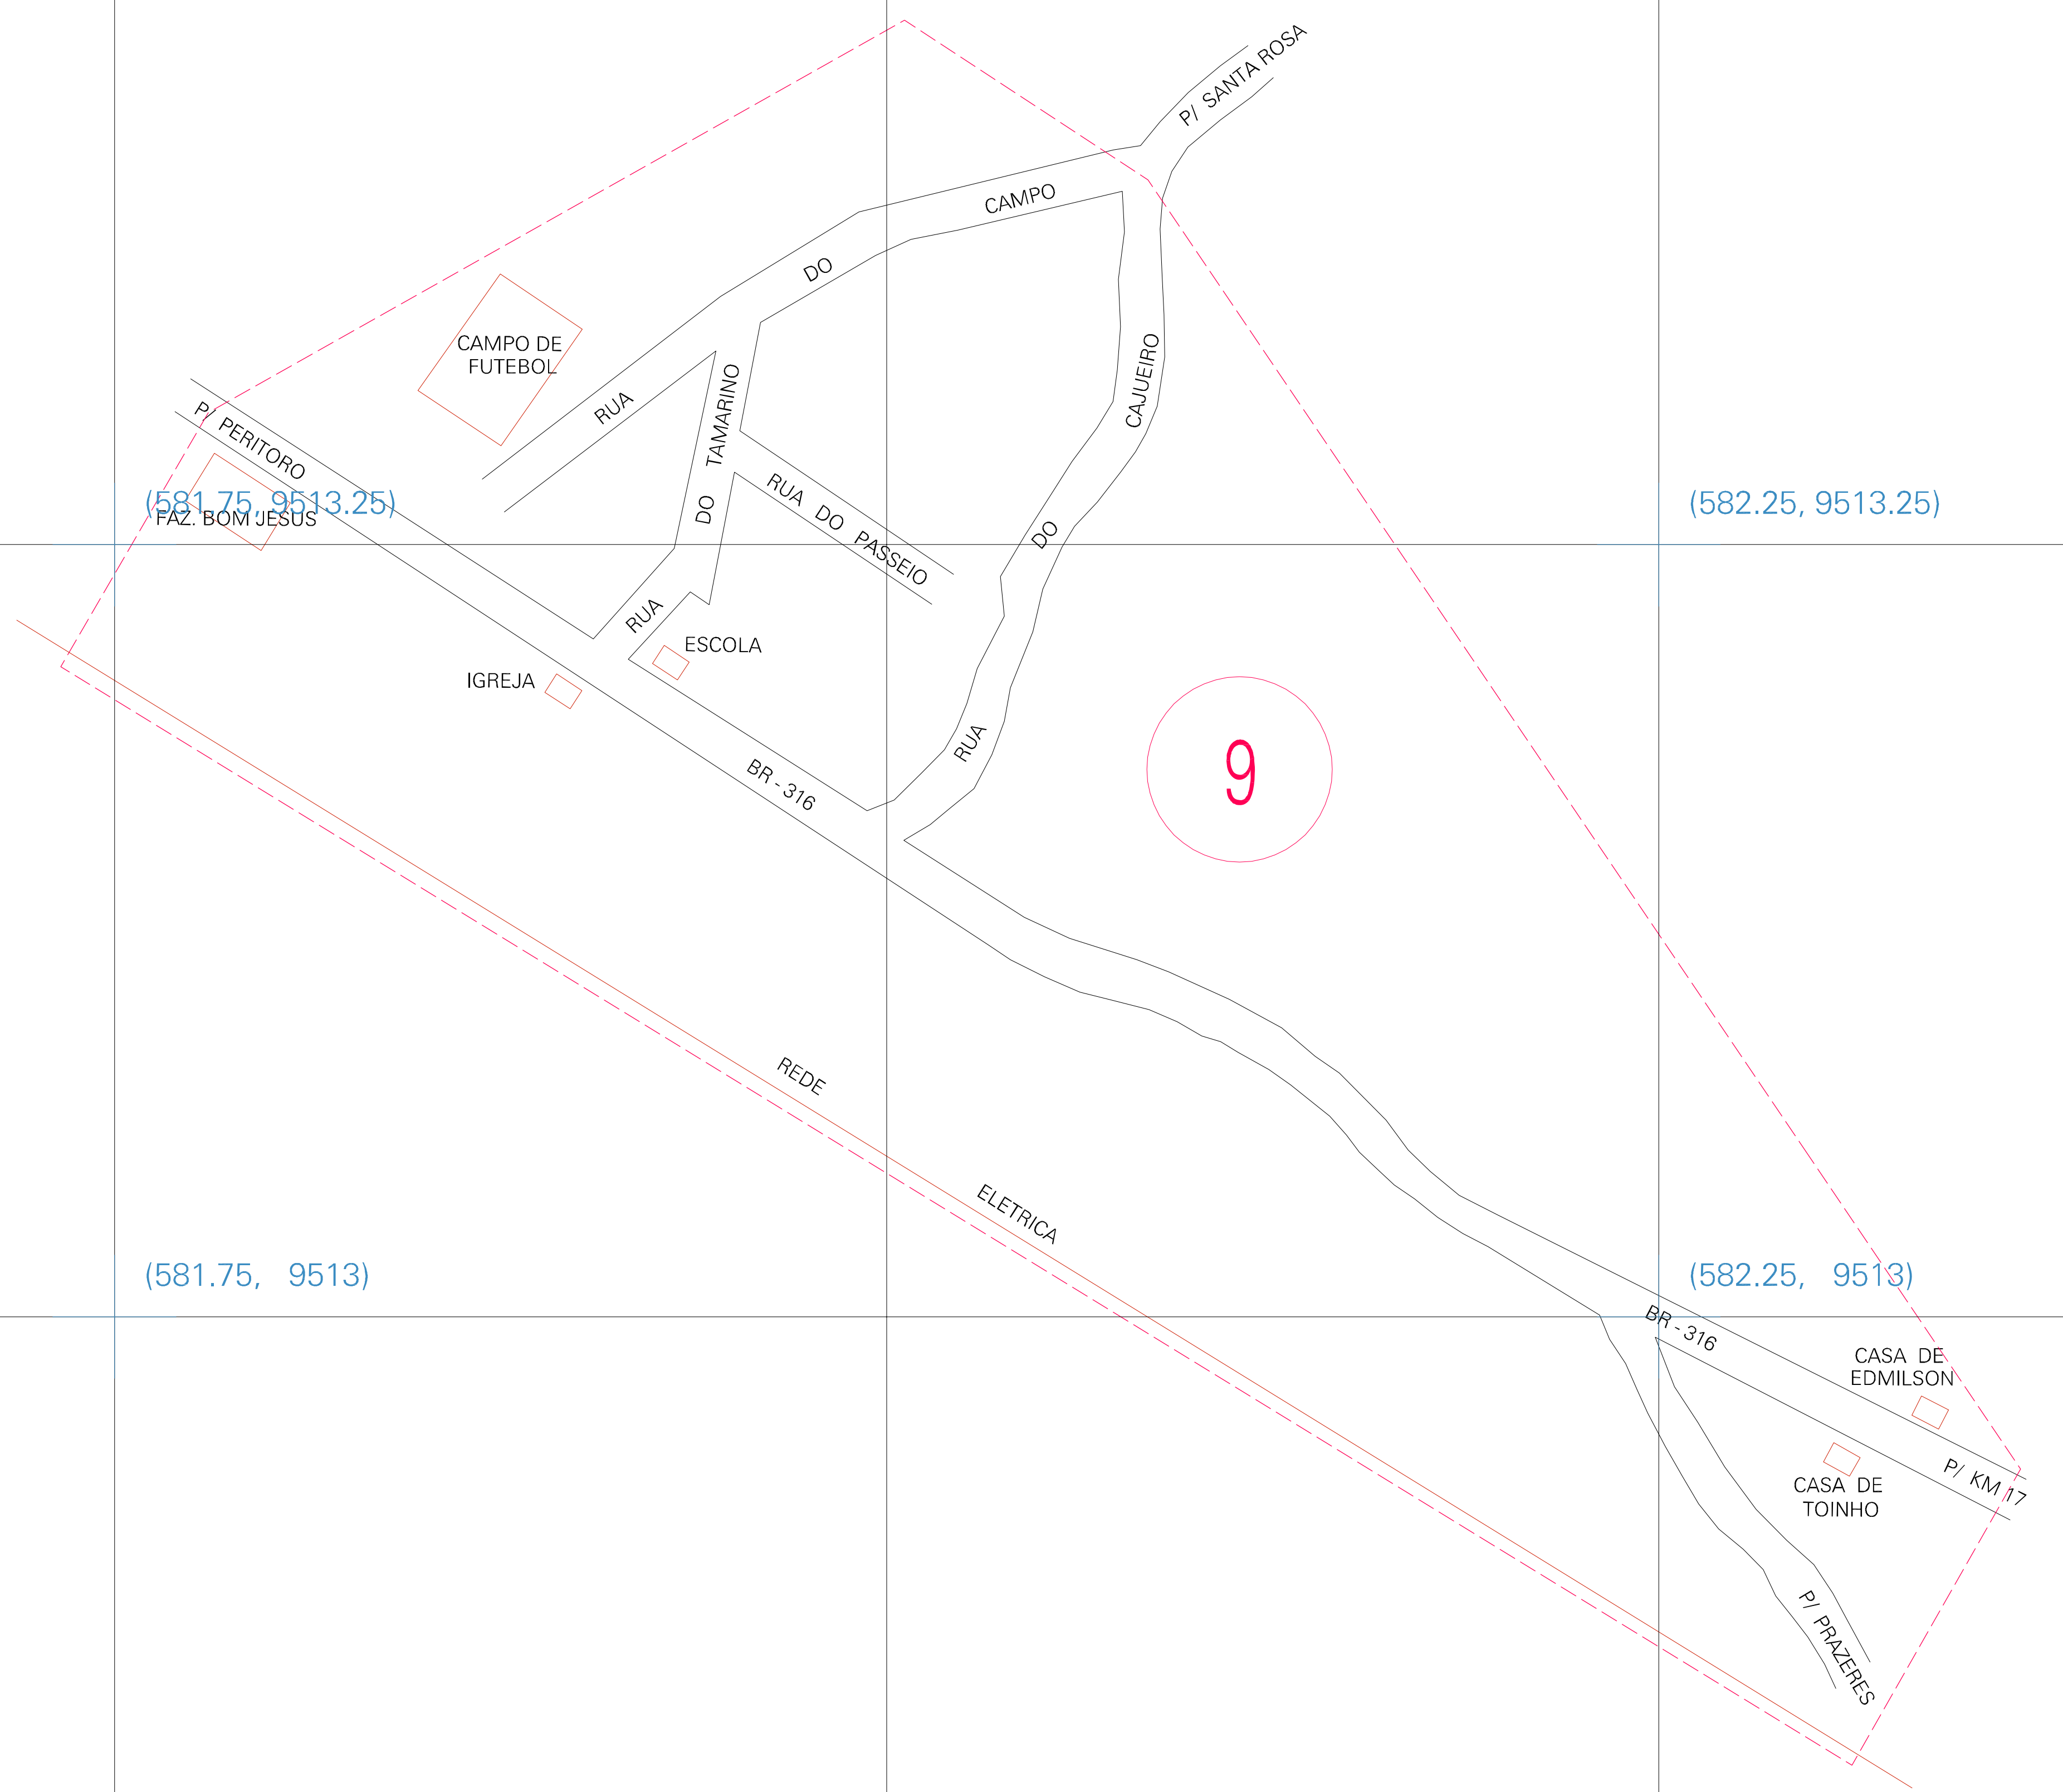 P/ SANTA ROSA
RUA DO CAMPO
CAMPO DE
FUTEBOL
RUA DO TAMARINO
RUA DO CAJUEIRO
P/ PERITORO
RUA DO PASSEIO
(581.75, 9513.25)
(582.25, 9513.25)
FAZ. BOM JESUS
ESCOLA
IGREJA
BR - 316
9
REDE ELETRICA
(581.75, 9513)
(582.25, 9513)
BR - 316
CASA DE
EDMILSON
P/ KM 17
CASA DE
TOINHO
P/ PRAZERES